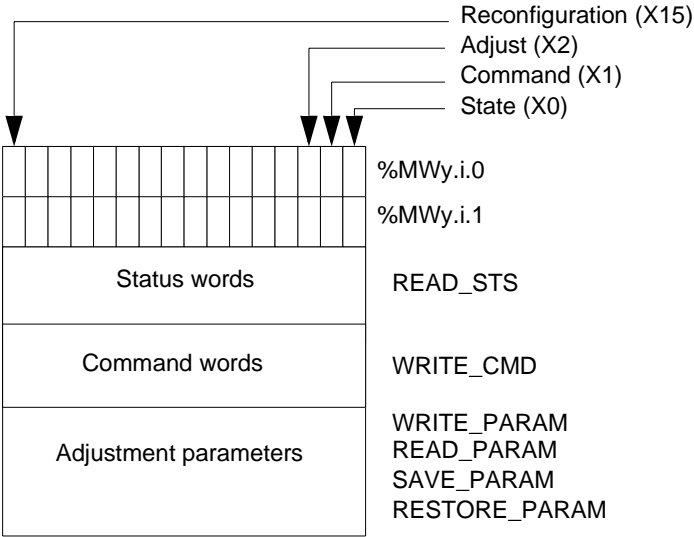 Reconfiguration (X15)
Adjust (X2)
Command (X1)
State (X0)
%MWy.i.0
%MWy.i.1
Status words
READ_STS
Command words
WRITE_CMD
Adjustment parameters
WRITE_PARAM
READ_PARAM
SAVE_PARAM
RESTORE_PARAM